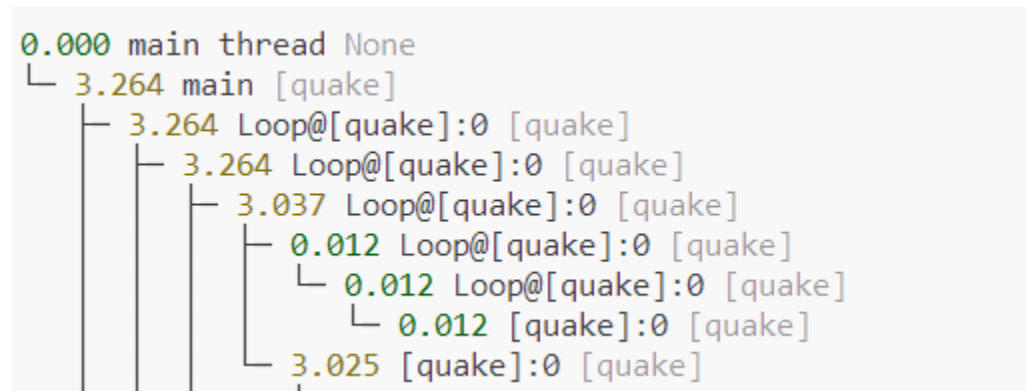 0.000 main thread None
└─ 3.264 main [quake]
   ├─ 3.264 Loop@[quake]:0 [quake]
   │  ├─ 3.264 Loop@[quake]:0 [quake]
   │  │  ├─ 3.037 Loop@[quake]:0 [quake]
   │  │  │  ├─ 0.012 Loop@[quake]:0 [quake]
   │  │  │  │  └─ 0.012 Loop@[quake]:0 [quake]
   │  │  │  │     └─ 0.012 [quake]:0 [quake]
   │  │  │  └─ 3.025 [quake]:0 [quake]